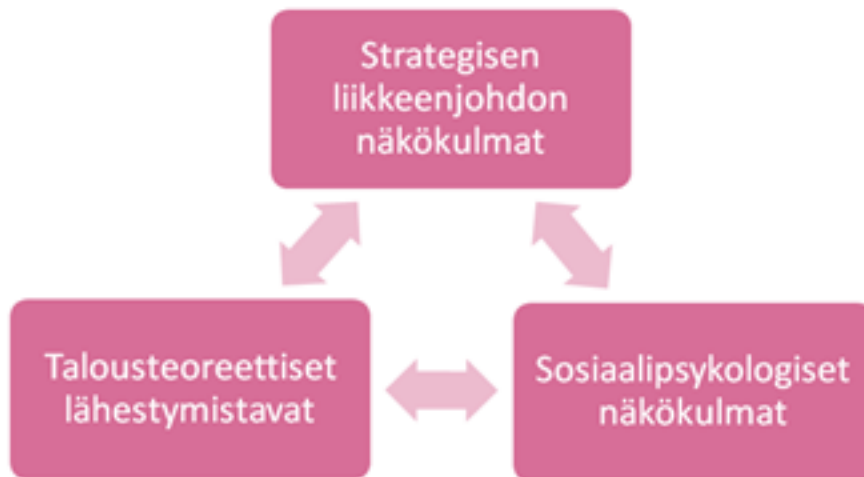 Strategisen
liikkeenjohdon
näkökulmat
Talousteoreettiset
lähestymistavat
Sosiaalipsykologiset
näkökulmat